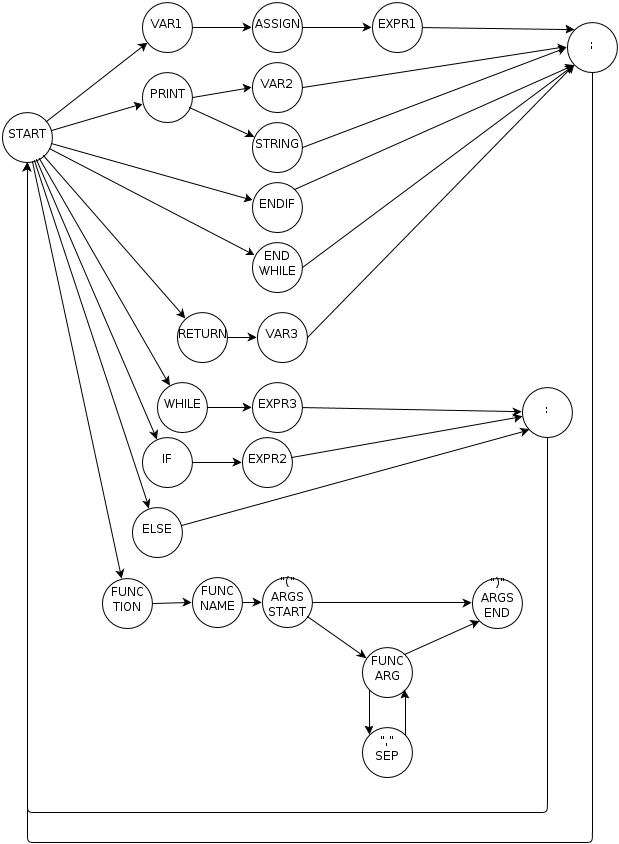 VAR1
ASSIGN
EXPR1
;
PRINT
VAR2
START
STRING
ENDIF
END
WHILE
RETURN
VAR3
WHILE
EXPR3
:
IF
EXPR2
ELSE
FUNC
TION
FUNC
NAME
"("
ARGS
START
")"
ARGS
END
FUNC
ARG
","
SEP